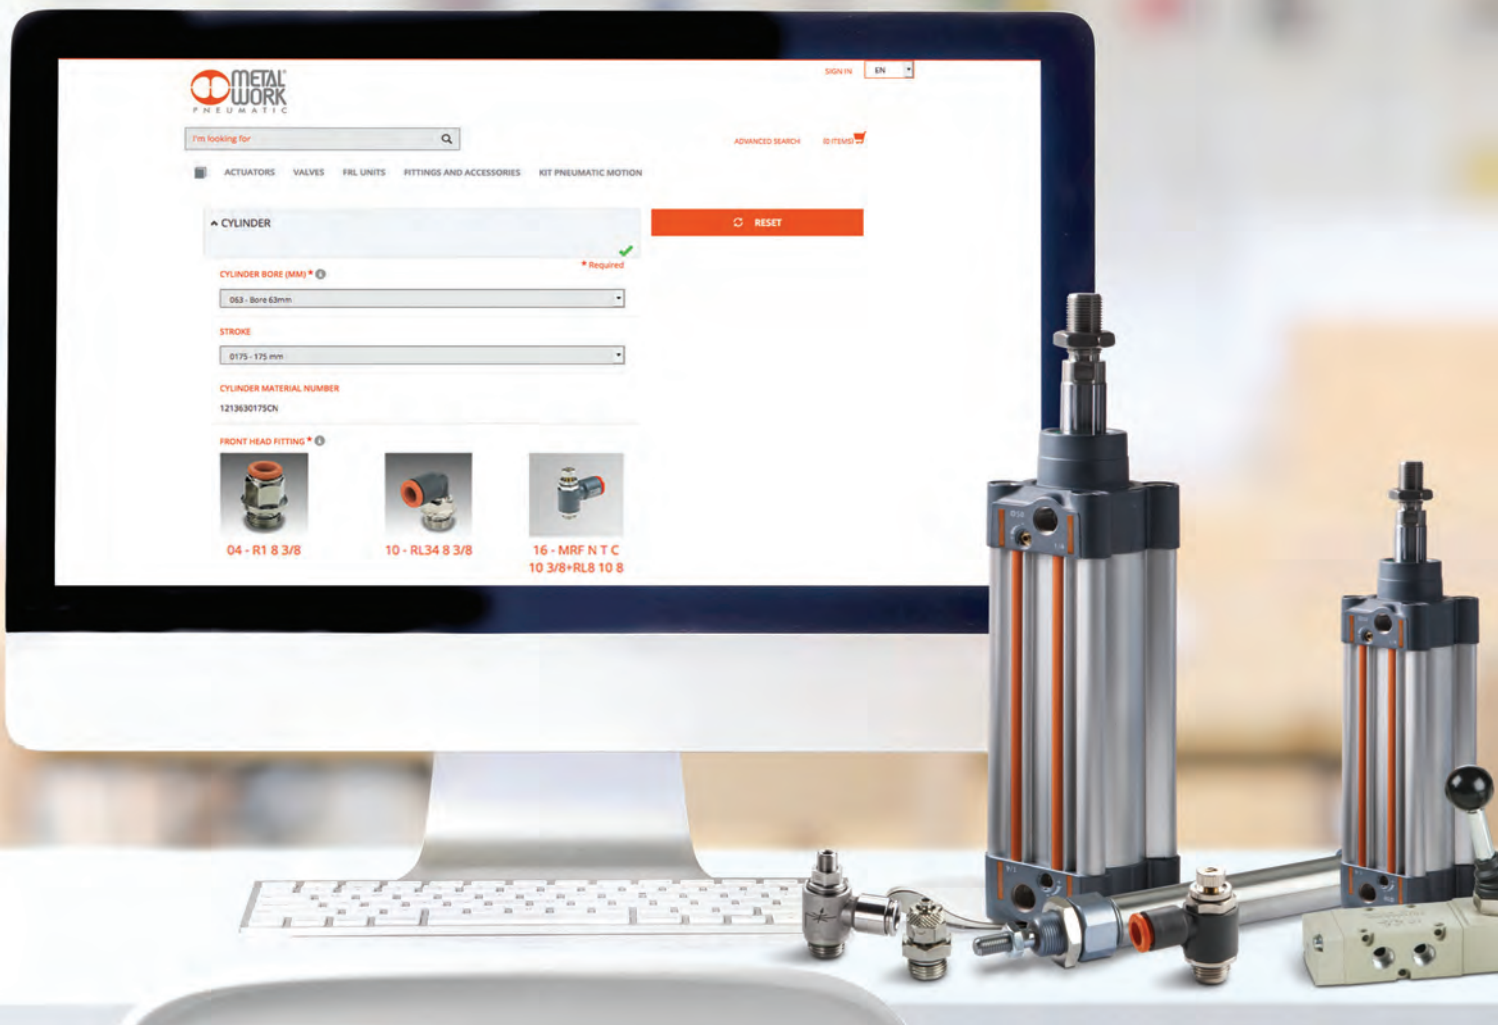 METAL
WORK
PNEUMATIC
SIGN IN
EN
I'm looking for
ADVANCED SEARCH
(0 ITEMS)
ACTUATORS VALVES FRL UNITS FITTINGS AND ACCESSORIES KIT PNEUMATIC MOTION
CYLINDER
RESET
* Required
CYLINDER BORE (MM) *
063 - Bore 63mm
STROKE
0175 - 175 mm
CYLINDER MATERIAL NUMBER
1213630175CN
FRONT HEAD FITTING *
04 - R1 8 3/8
10 - RL34 8 3/8
16 - MRF N T C
10 3/8+RL8 10 8